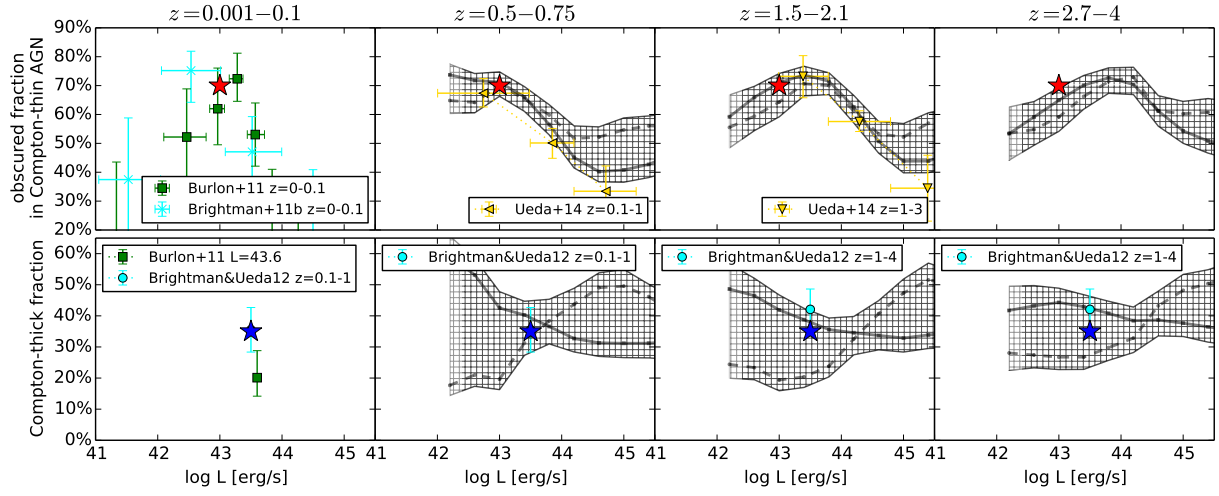 z=0.001−0.1
z=0.5−0.75
z=1.5−2.1
z=2.7−4
obscured fraction
in Compton-thin AGN
90%
80%
70%
60%
50%
40%
30%
20%
Burlon+11 z=0-0.1
Brightman+11b z=0-0.1
Ueda+14 z=0.1-1
Ueda+14 z=1-3
Compton-thick fraction
60%
50%
40%
30%
20%
10%
0%
Burlon+11 L=43.6
Brightman&Ueda12 z=0.1-1
Brightman&Ueda12 z=0.1-1
Brightman&Ueda12 z=1-4
Brightman&Ueda12 z=1-4
41 42 43 44 45 41 42 43 44 45 41 42 43 44 45 41 42 43 44 45
log L [erg/s]
log L [erg/s]
log L [erg/s]
log L [erg/s]